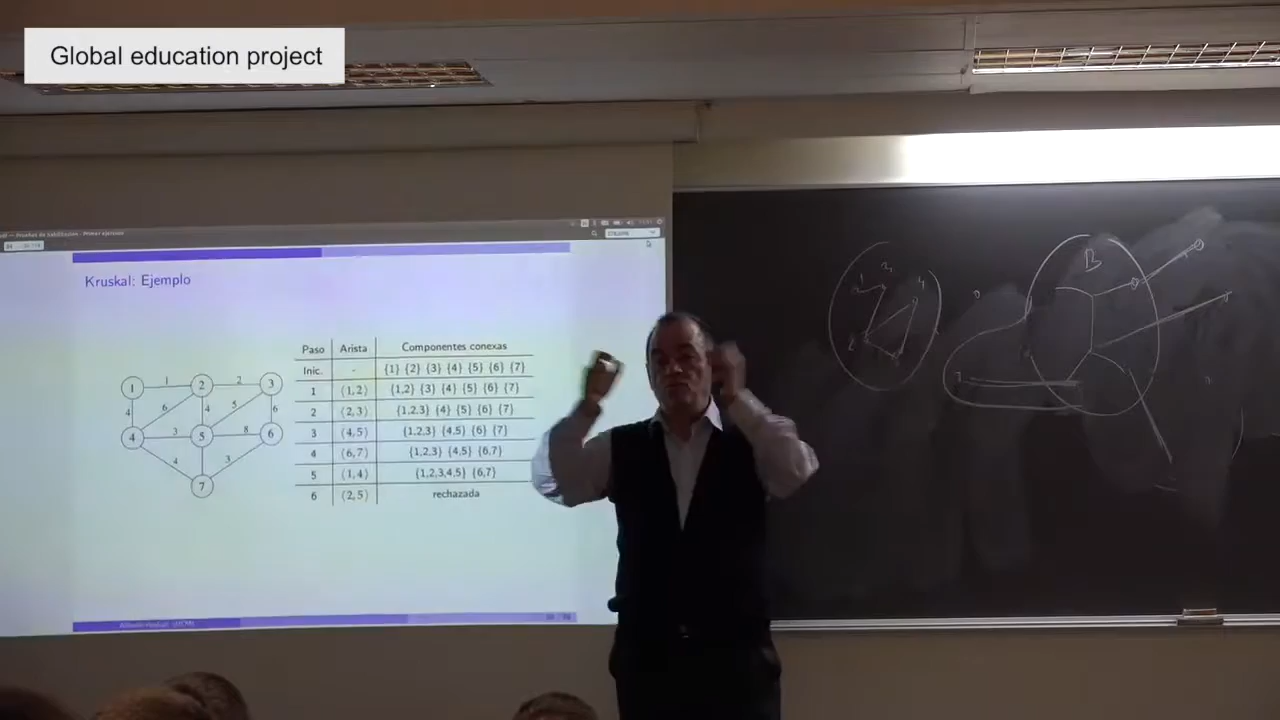 Global education project
Kruskal: Ejemplo
Paso Arista Componentes conexas
Inic. - {1} {2} {3} {4} {5} {6} {7}
1 (1,2) {1,2} {3} {4} {5} {6} {7}
2 (2,3) {1,2,3} {4} {5} {6} {7}
3 (4,5) {1,2,3} {4,5} {6} {7}
4 (6,7) {1,2,3} {4,5} {6,7}
5 (1,4) {1,2,3,4,5} {6,7}
6 (2,5) rechazada
1 1 2 2 3
4 6 4 5 6
4 3 5 8 6
4 3
7
B